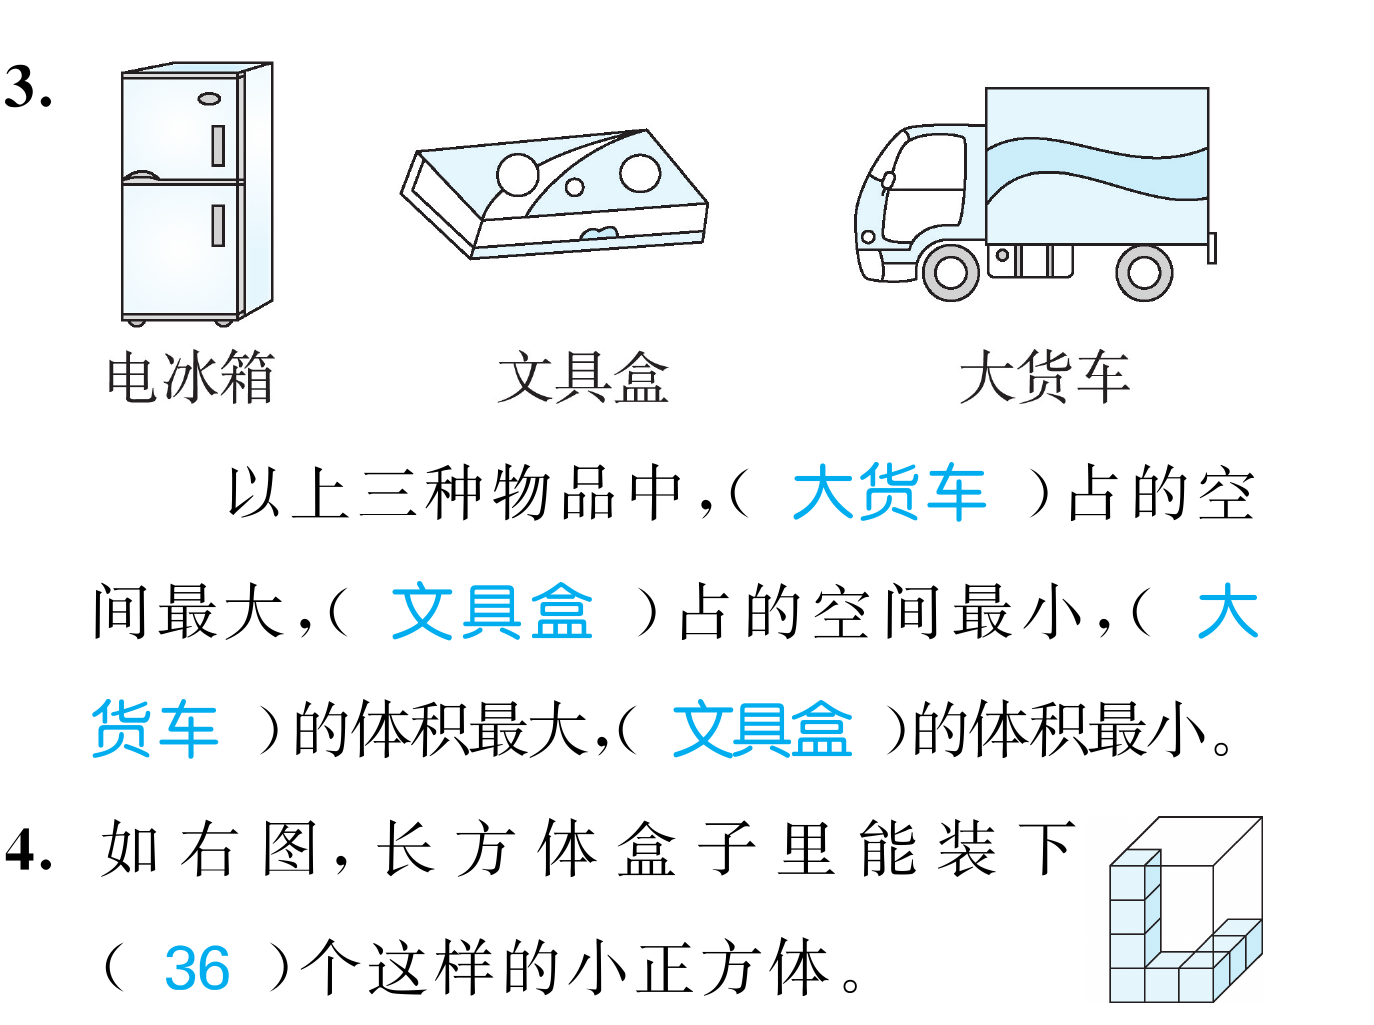 3.
电冰箱 文具盒 大货车
以上三种物品中,( 大货车 )占的空
间最大,( 文具盒 )占的空间最小,( 大
货车 )的体积最大,( 文具盒 )的体积最小。
4. 如右图,长方体盒子里能装下
( 36 )个这样的小正方体。